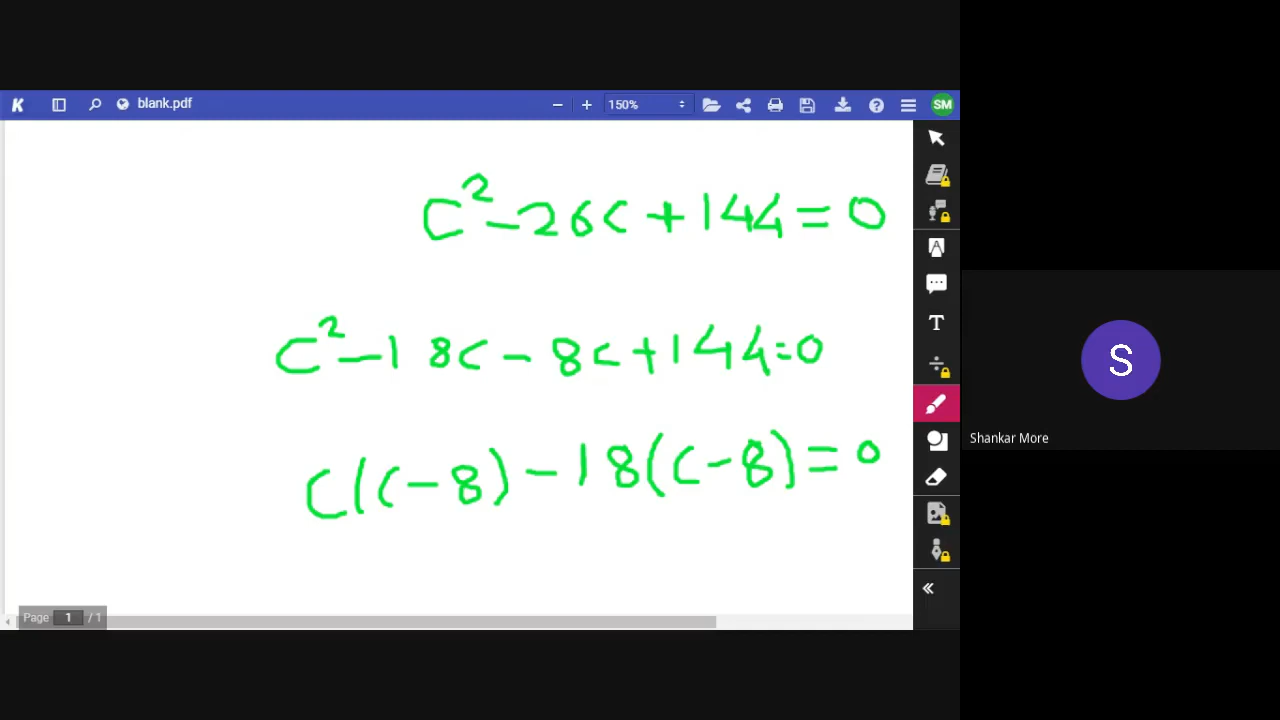 K blank.pdf 150% SM
C²-26C+144=0
C²-18C-8C+144=0
C(C-8)-18(C-8)=0
T
S
Shankar More
Page 1 / 1